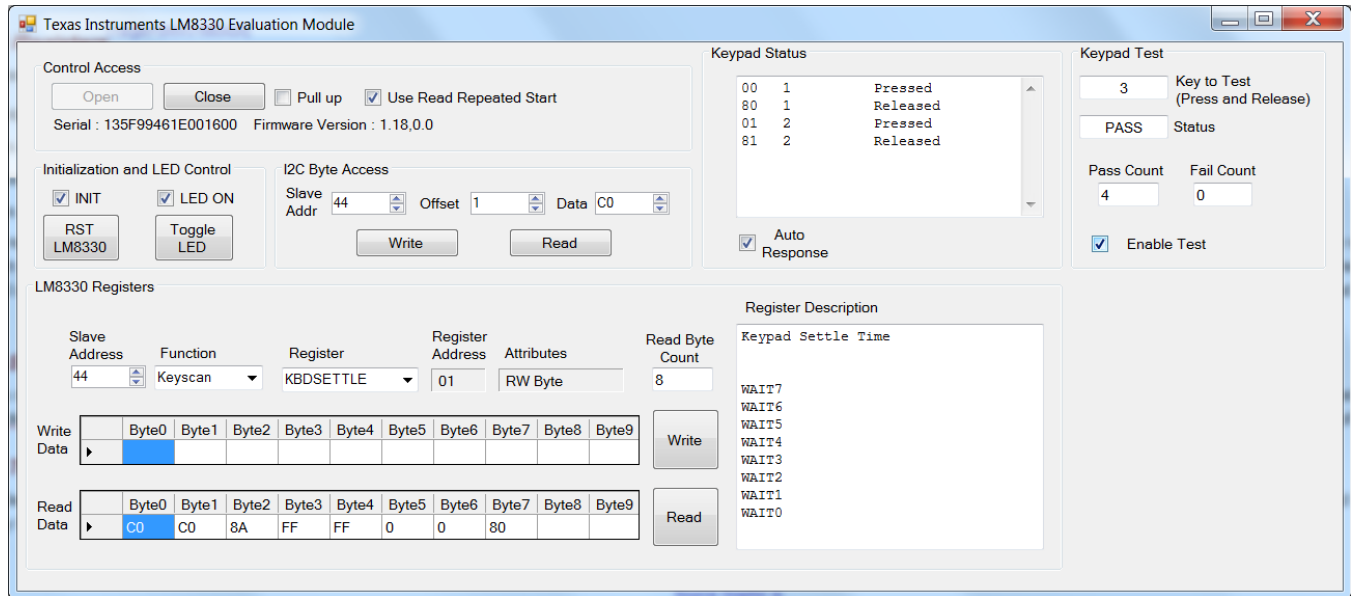 Texas Instruments LM8330 Evaluation Module
Control Access
Open Close Pull up Use Read Repeated Start
Serial : 135F99461E001600 Firmware Version : 1.18,0.0
Initialization and LED Control
INIT LED ON
RST LM8330 Toggle LED
I2C Byte Access
Slave Addr 44 Offset 1 Data C0
Write Read
Keypad Status
00 1 Pressed
80 1 Released
01 2 Pressed
81 2 Released
Auto Response
Keypad Test
3 Key to Test
(Press and Release)
PASS Status
Pass Count Fail Count
4 0
Enable Test
LM8330 Registers
Slave Address Function Register Register Address Attributes Read Byte Count
44 Keyscan KBDSETTLE 01 RW Byte 8
Write Data
Byte0 Byte1 Byte2 Byte3 Byte4 Byte5 Byte6 Byte7 Byte8 Byte9
Write
Read Data
Byte0 Byte1 Byte2 Byte3 Byte4 Byte5 Byte6 Byte7 Byte8 Byte9
C0 C0 8A FF FF 0 0 80
Read
Register Description
Keypad Settle Time
WAIT7
WAIT6
WAIT5
WAIT4
WAIT3
WAIT2
WAIT1
WAIT0